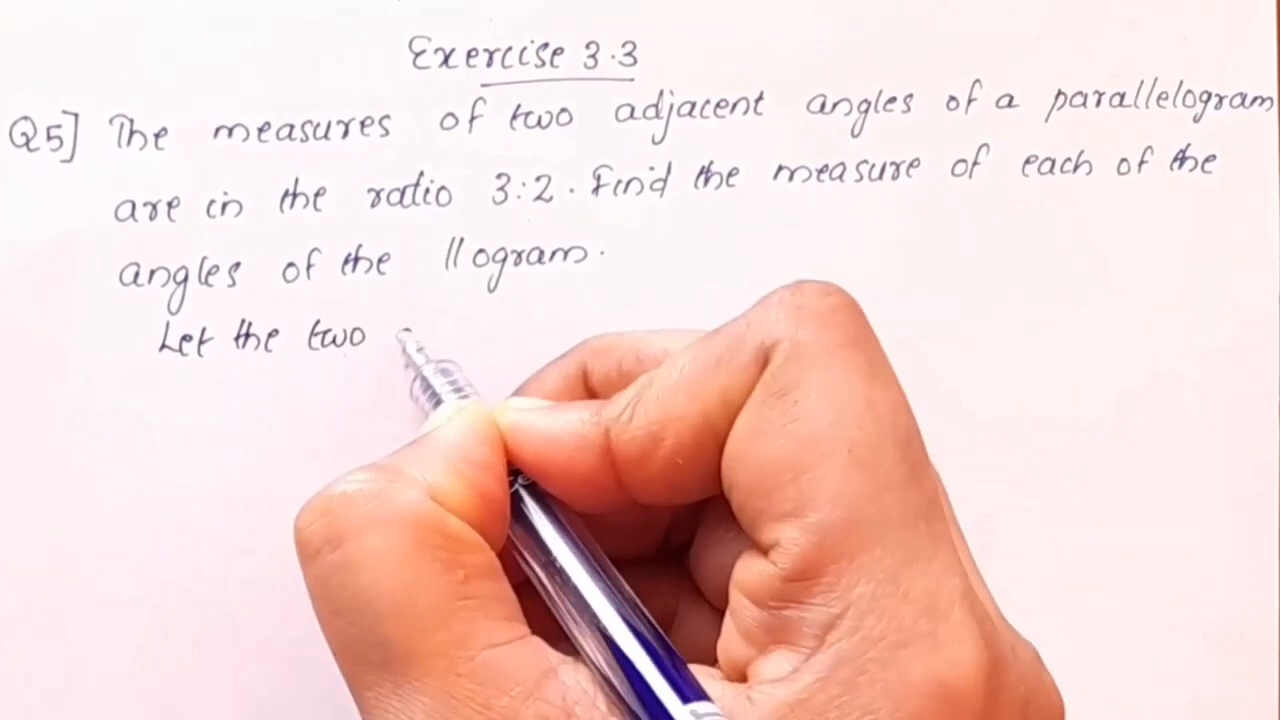 Exercise 3.3
Q5] The measures of two adjacent angles of a parallelogram
are in the ratio 3:2. Find the measure of each of the
angles of the llogram.
Let the two